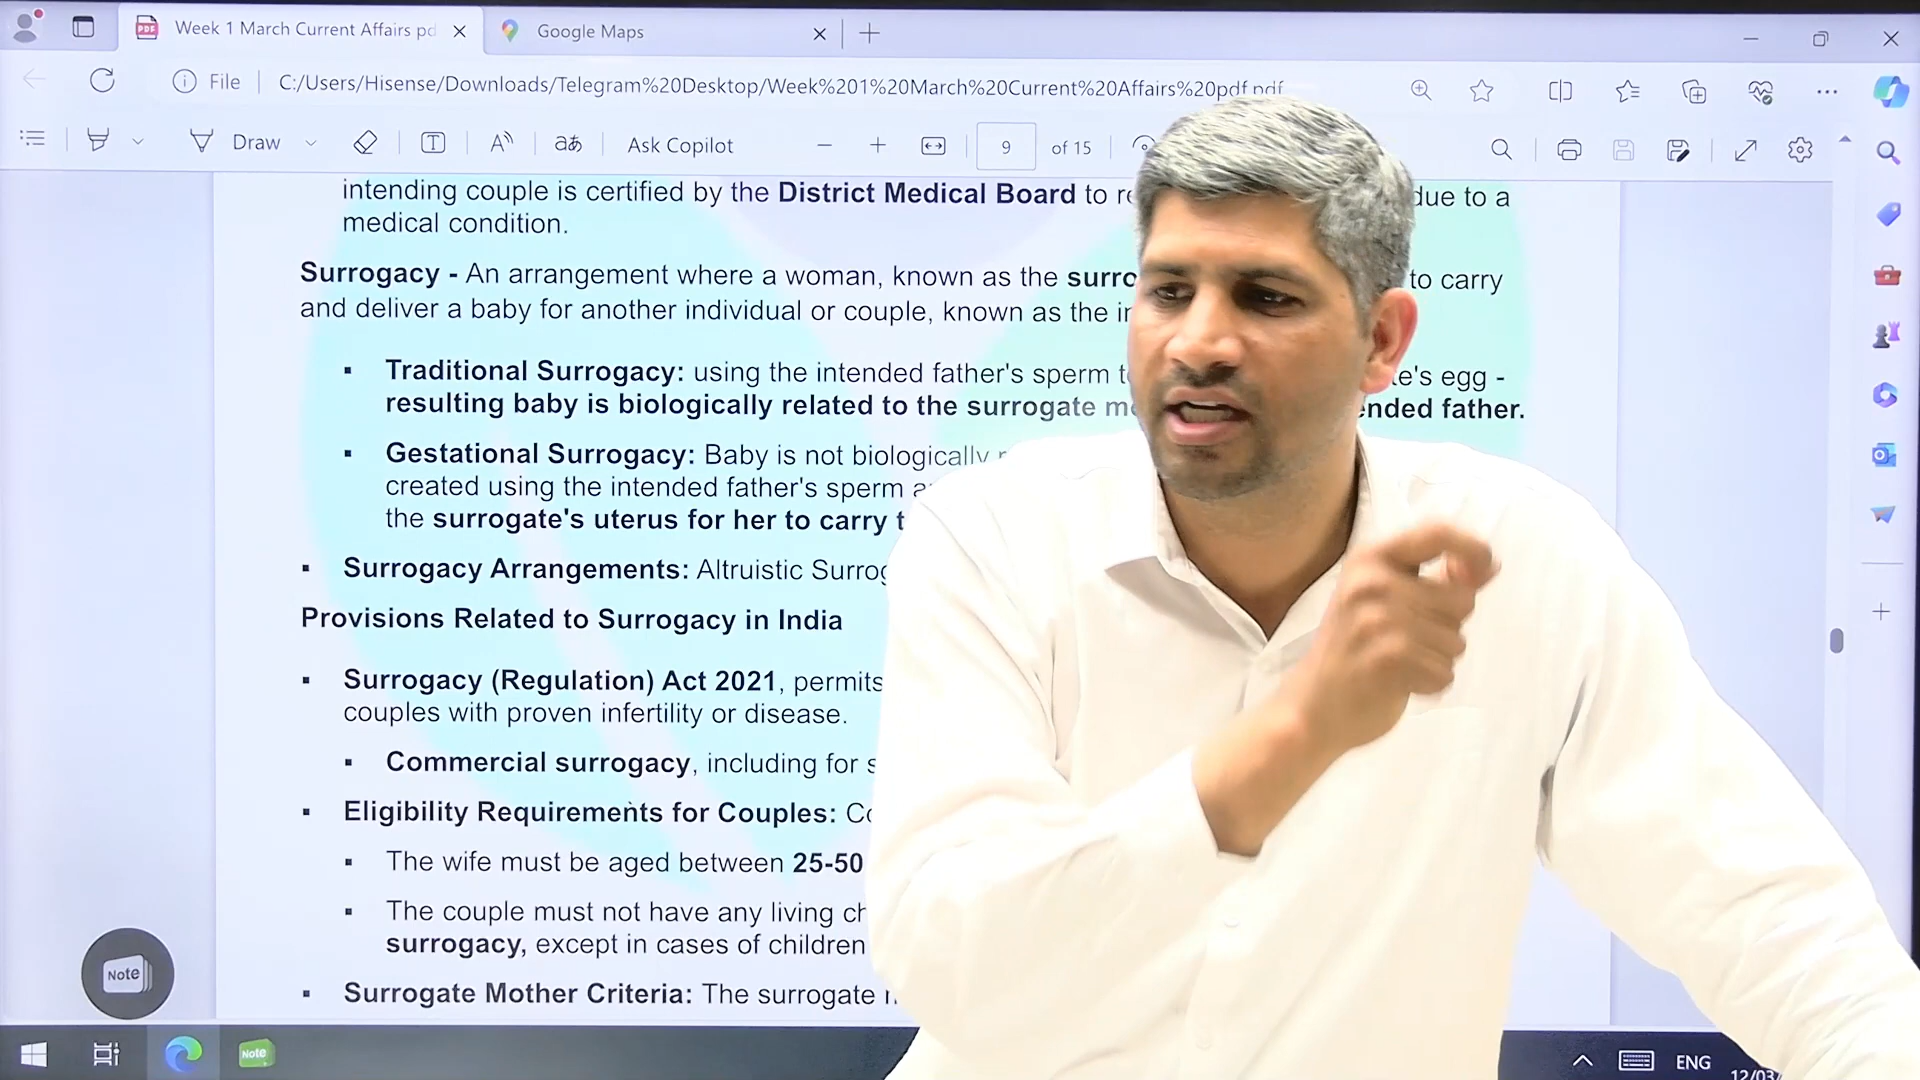 Week 1 March Current Affairs pd
Google Maps
File
C:/Users/Hisense/Downloads/Telegram%20Desktop/Week%201%20March%20Current%20Affairs%20pdf.pdf
Draw
Ask Copilot
9 of 15
intending couple is certified by the District Medical Board to due to a
medical condition.
Surrogacy - An arrangement where a woman, known as the to carry
and deliver a baby for another individual or couple, known as the
Traditional Surrogacy: using the intended father's sperm egg -
resulting baby is biologically related to the surrogate father.
Gestational Surrogacy: Baby is not biologically
created using the intended father's sperm
the surrogate's uterus for her to carry
Surrogacy Arrangements: Altruistic
Provisions Related to Surrogacy in India
Surrogacy (Regulation) Act 2021, permits
couples with proven infertility or disease.
Commercial surrogacy, including for
Eligibility Requirements for Couples:
The wife must be aged between 25-50
The couple must not have any living
surrogacy, except in cases of children
Surrogate Mother Criteria: The surrogate
Note
Note
ENG
12/03/